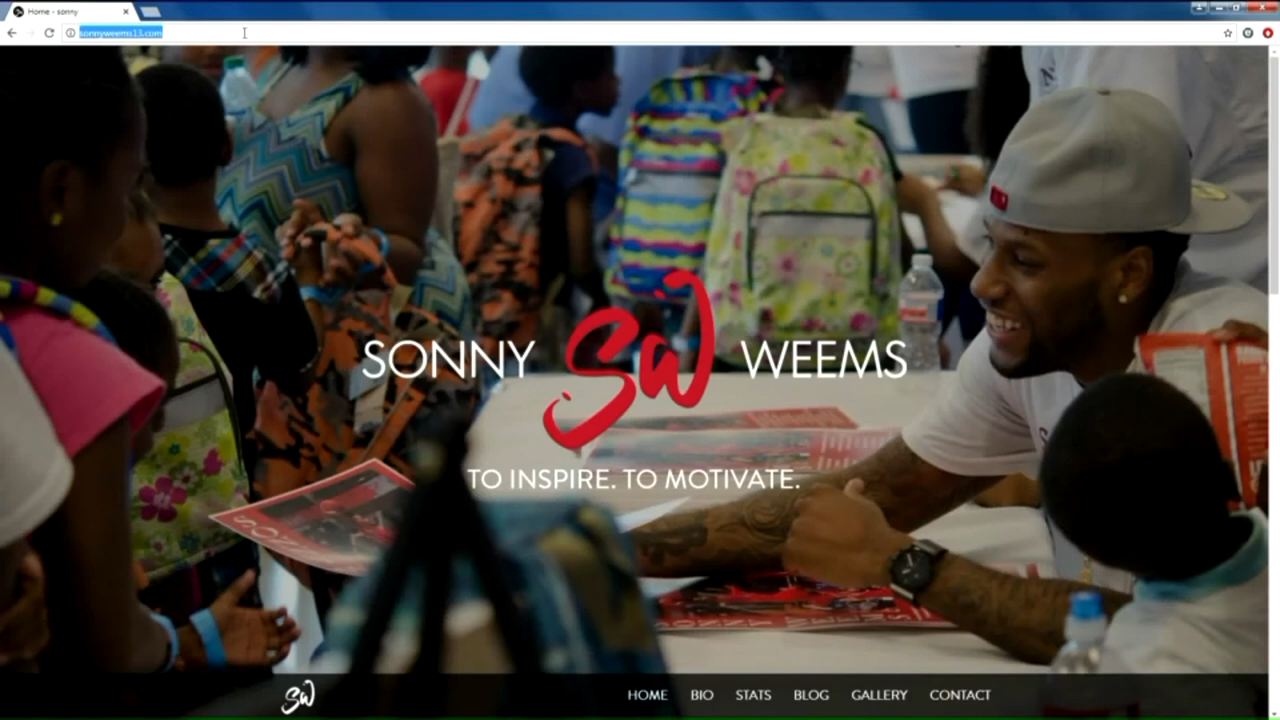 Home - sonny
sonnyweems13.com
SONNY SW WEEMS
TO INSPIRE. TO MOTIVATE.
SW
HOME BIO STATS BLOG GALLERY CONTACT